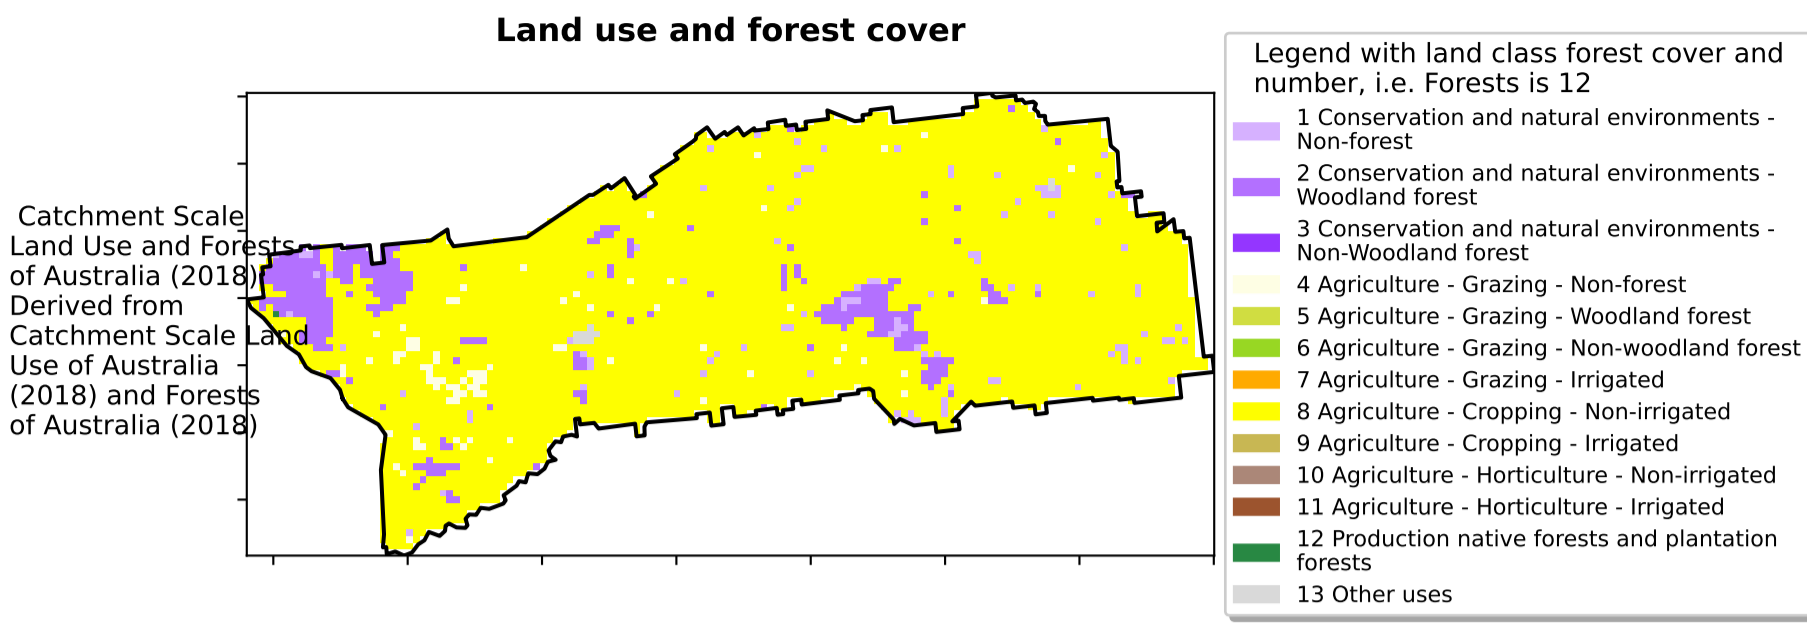 Land use and forest cover
Catchment Scale
Land Use and Forests
of Australia (2018)
Derived from
Catchment Scale Land
Use of Australia
(2018) and Forests
of Australia (2018)
Legend with land class forest cover and
number, i.e. Forests is 12
1 Conservation and natural environments -
Non-forest
2 Conservation and natural environments -
Woodland forest
3 Conservation and natural environments -
Non-Woodland forest
4 Agriculture - Grazing - Non-forest
5 Agriculture - Grazing - Woodland forest
6 Agriculture - Grazing - Non-woodland forest
7 Agriculture - Grazing - Irrigated
8 Agriculture - Cropping - Non-irrigated
9 Agriculture - Cropping - Irrigated
10 Agriculture - Horticulture - Non-irrigated
11 Agriculture - Horticulture - Irrigated
12 Production native forests and plantation
forests
13 Other uses